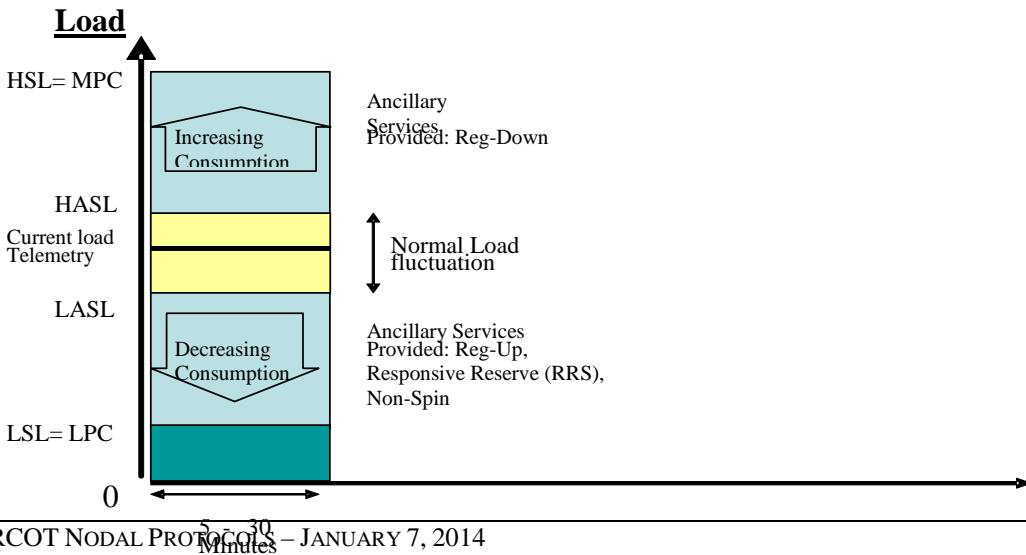 Load
HSL= MPC
Ancillary
Services
Provided: Reg-Down
Increasing
Consumption
HASL
Current load
Telemetry
Normal Load
fluctuation
LASL
Ancillary Services
Provided: Reg-Up,
Responsive Reserve (RRS),
Non-Spin
Decreasing
Consumption
LSL= LPC
0
5 - 30
Minutes
RCOT NODAL PROTOCOLS – JANUARY 7, 2014